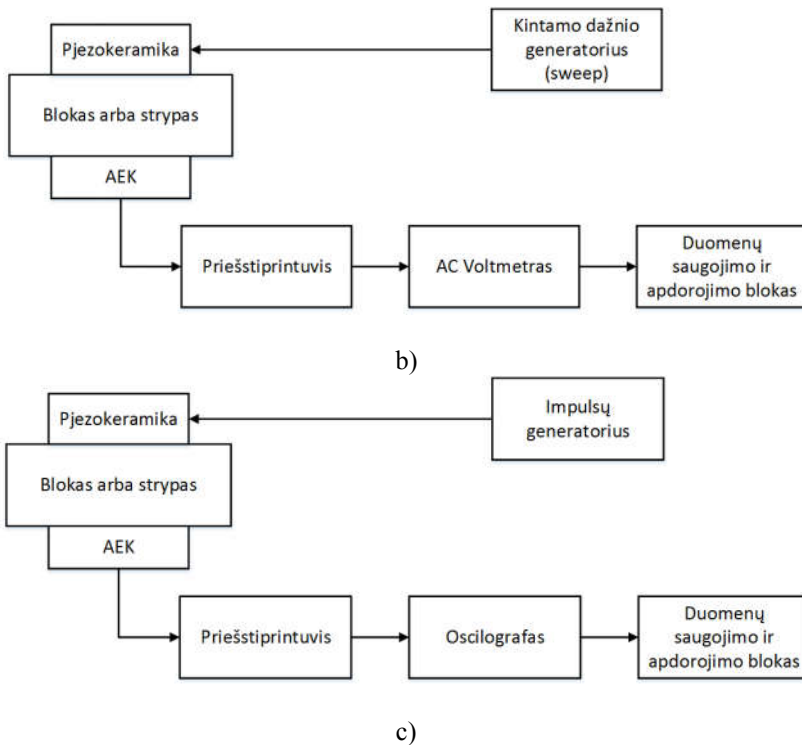 Pjezokeramika
Kintamo dažnio
generatorius
(sweep)
Blokas arba strypas
AEK
Priešstiprintuvis
AC Voltmetras
Duomenų
saugojimo ir
apdorojimo blokas
b)
Pjezokeramika
Impulsų
generatorius
Blokas arba strypas
AEK
Priešstiprintuvis
Oscilografas
Duomenų
saugojimo ir
apdorojimo blokas
c)